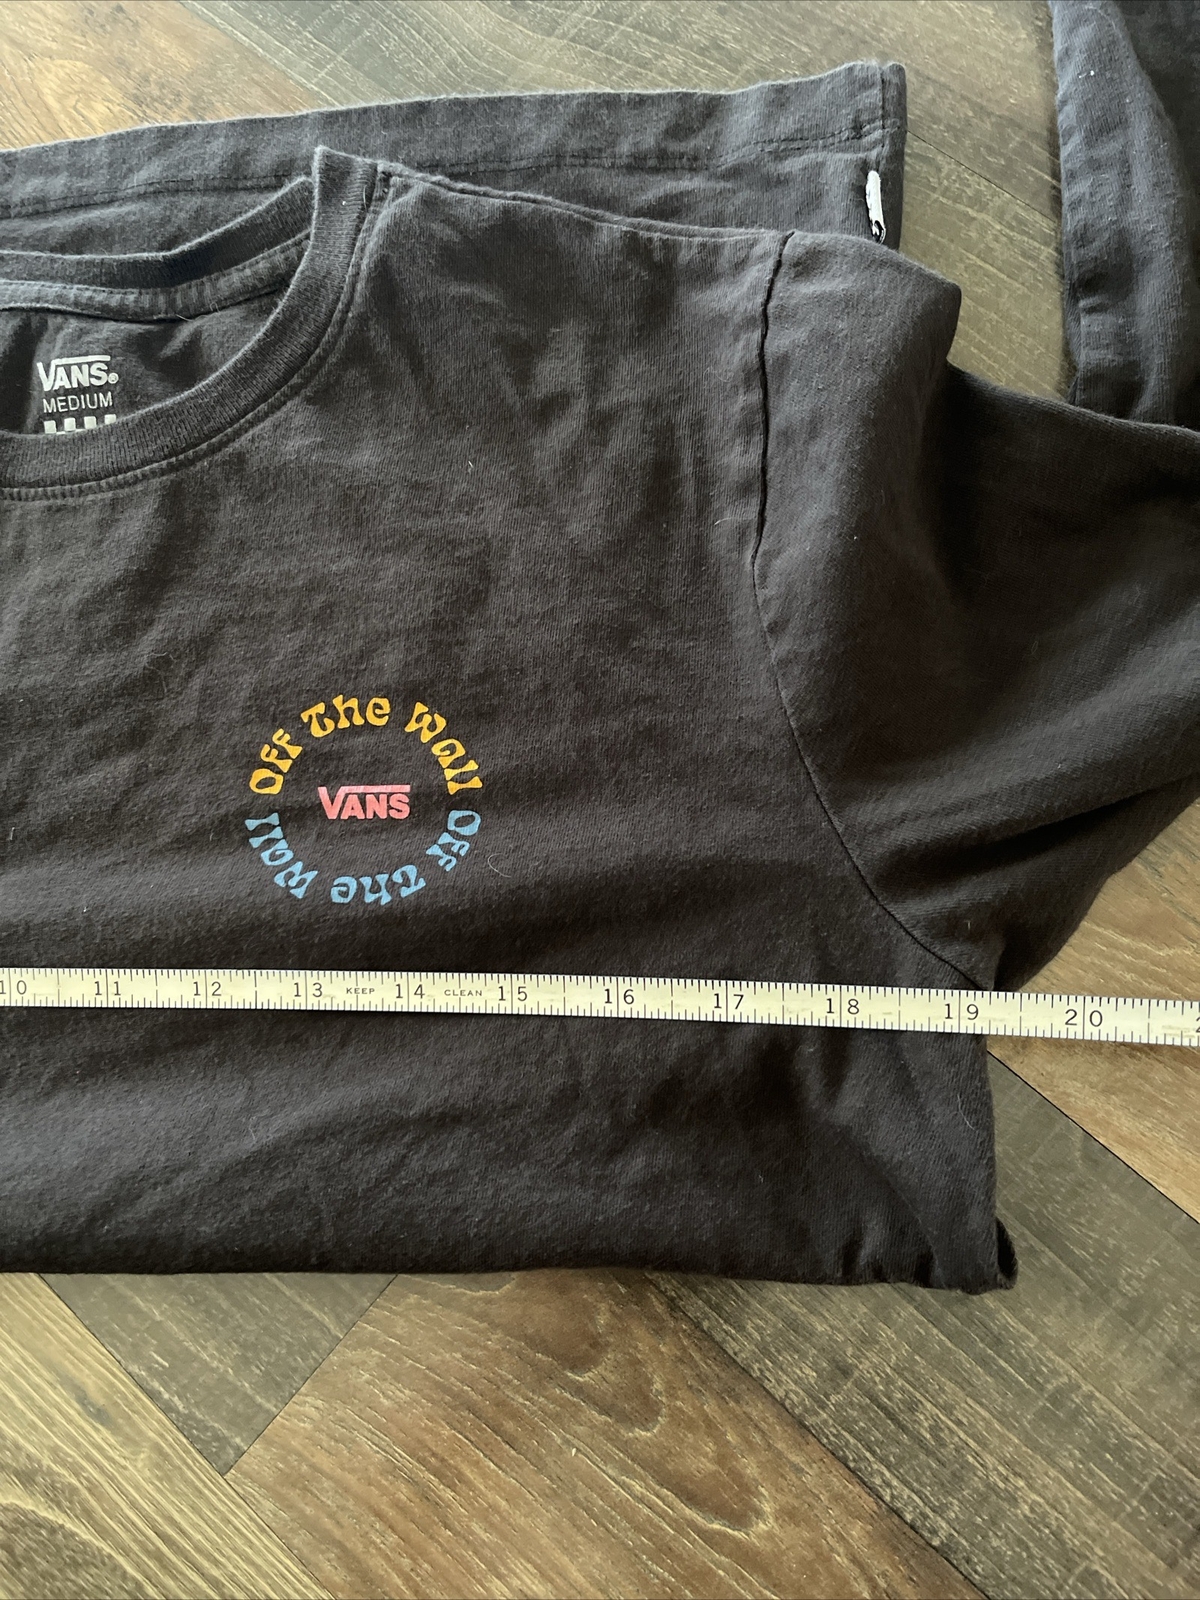 VANS®
MEDIUM
Off The Wall
VANS
Off The Wall
10 11 12 13 KEEP 14 CLEAN 15 16 17 18 19 20